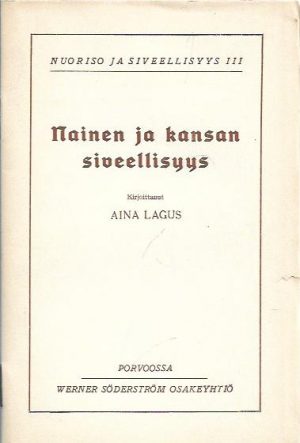 NUORISO JA SIVEELLISYYS III
Nainen ja kansan
siveellisyys
Kirjoittanut
AINA LAGUS
PORVOOSSA
WERNER SÖDERSTRÖM OSAKEYHTIÖ